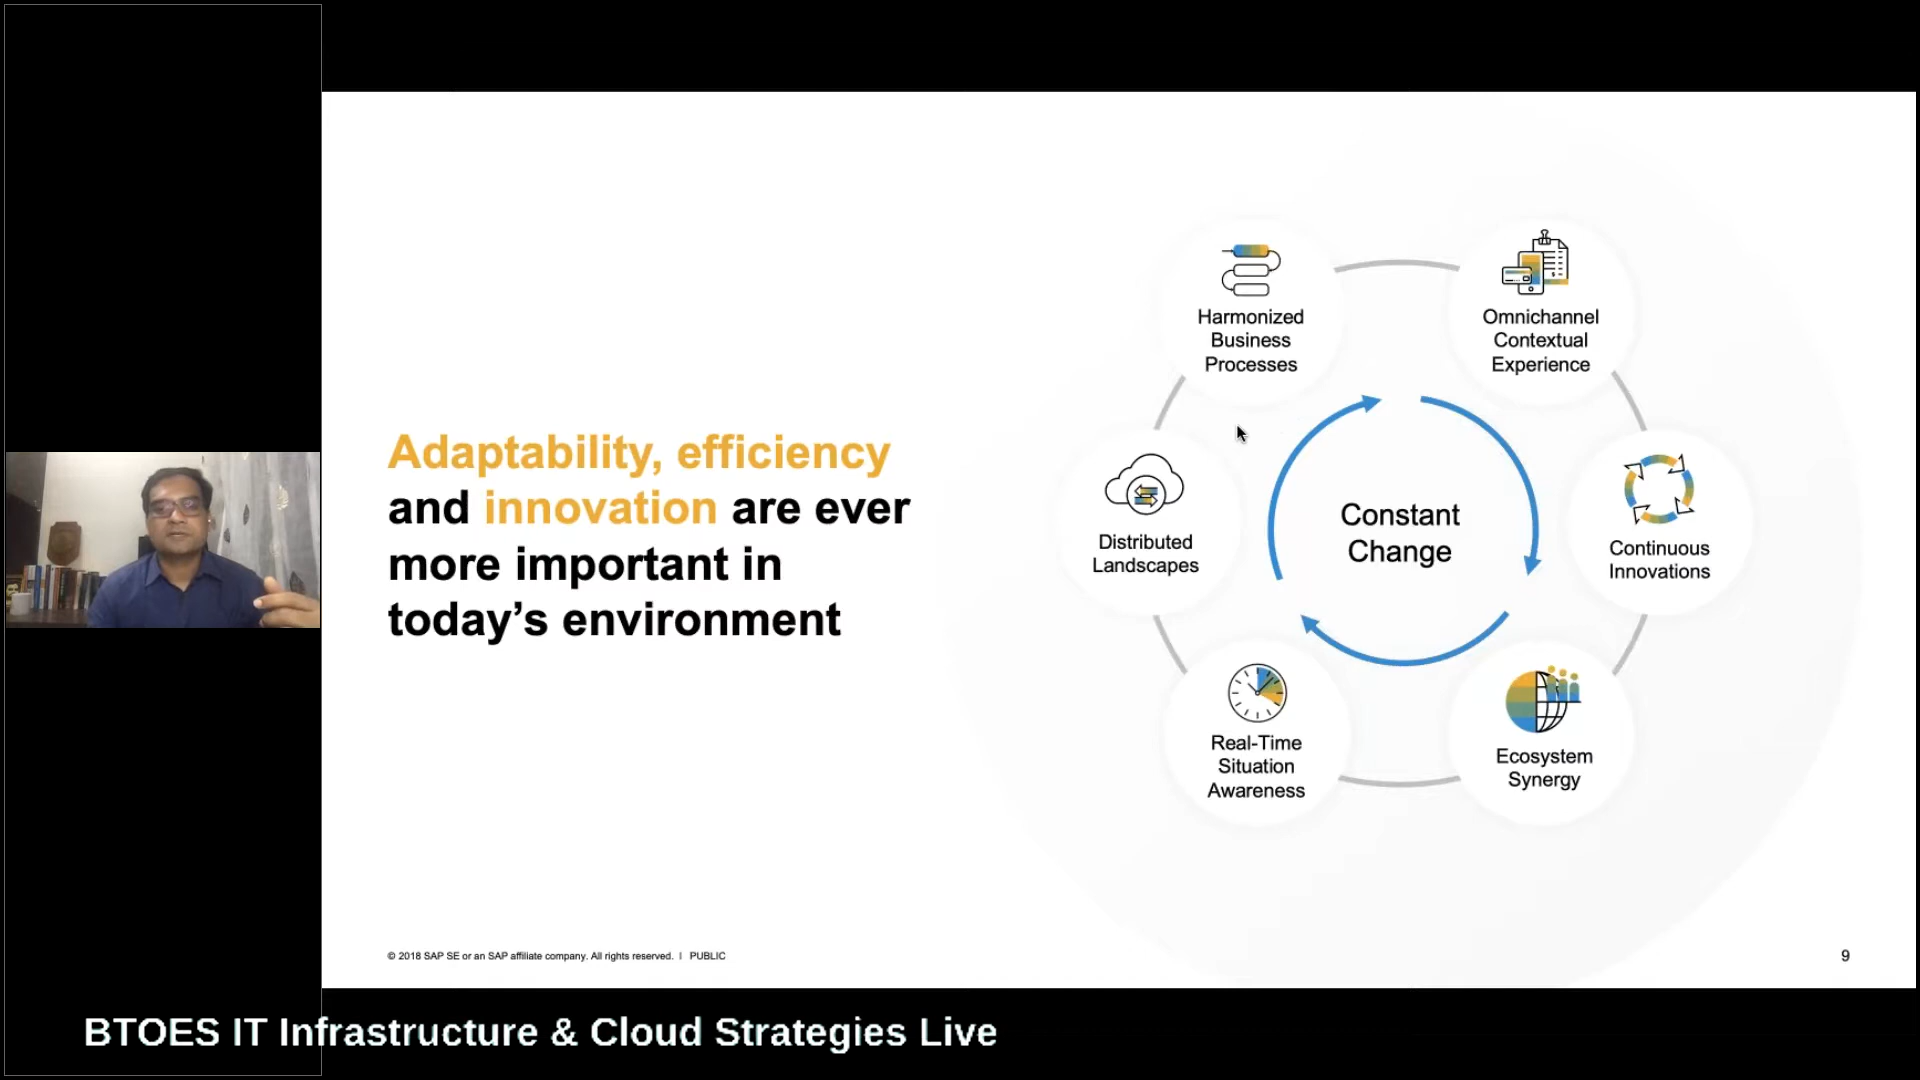 Adaptability, efficiency
and innovation are ever
more important in
today’s environment
Harmonized
Business
Processes
Omnichannel
Contextual
Experience
Distributed
Landscapes
Constant
Change
Continuous
Innovations
Real-Time
Situation
Awareness
Ecosystem
Synergy
© 2018 SAP SE or an SAP affiliate company. All rights reserved. | PUBLIC
9
BTOES IT Infrastructure & Cloud Strategies Live